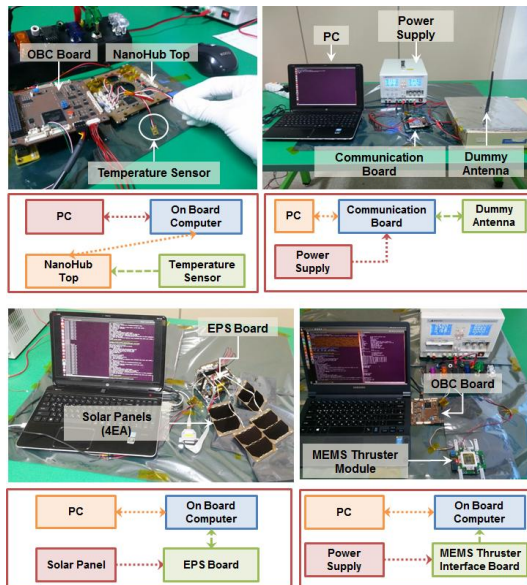 OBC Board
NanoHub Top
Temperature Sensor
PC
Power
Supply
Communication
Board
Dummy
Antenna
PC
On Board
Computer
NanoHub
Top
Temperature
Sensor
PC
Communication
Board
Dummy
Antenna
Power
Supply
EPS Board
Solar Panels
(4EA)
OBC Board
MEMS Thruster
Module
PC
On Board
Computer
Solar Panel
EPS Board
PC
On Board
Computer
Power
Supply
MEMS Thruster
Interface Board